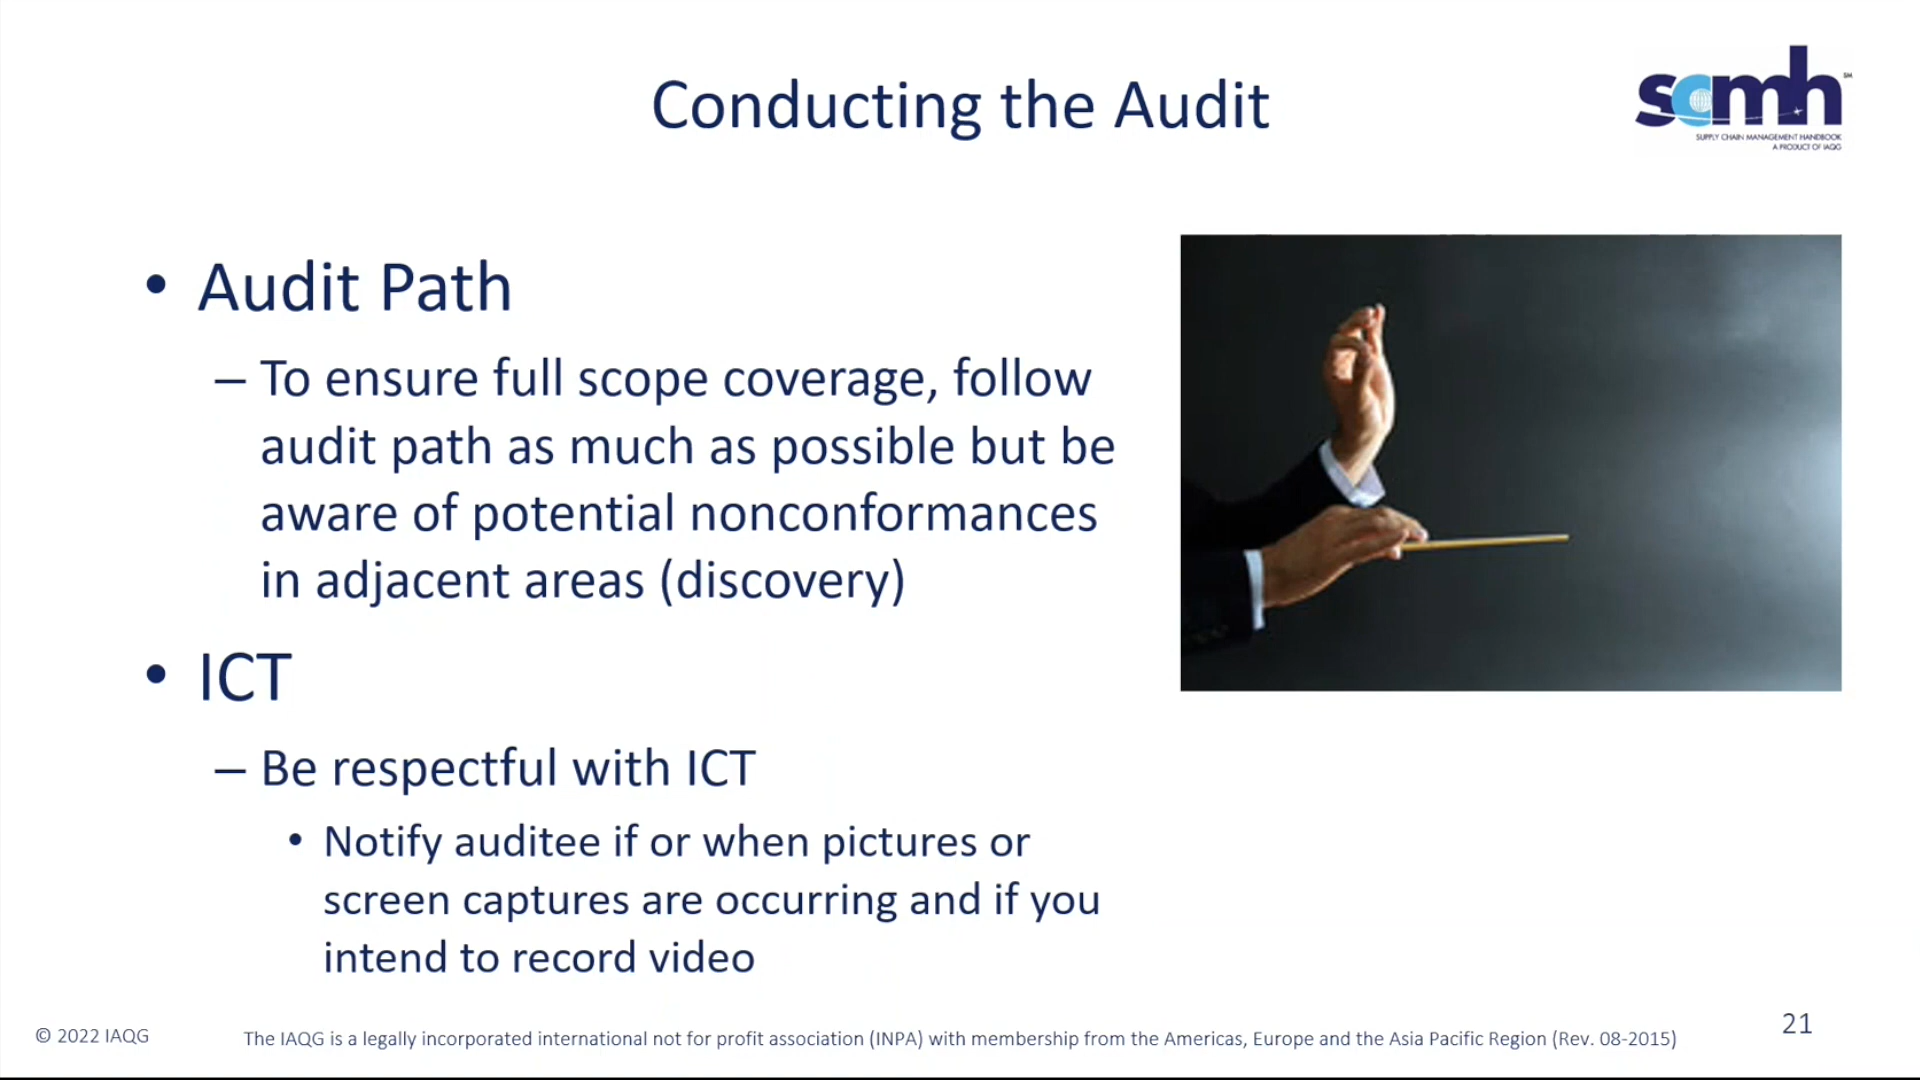 Conducting the Audit
scmh SM
SUPPLY CHAIN MANAGEMENT HANDBOOK
A PRODUCT OF IAQG
• Audit Path
– To ensure full scope coverage, follow
audit path as much as possible but be
aware of potential nonconformances
in adjacent areas (discovery)
• ICT
– Be respectful with ICT
• Notify auditee if or when pictures or
screen captures are occurring and if you
intend to record video
© 2022 IAQG
The IAQG is a legally incorporated international not for profit association (INPA) with membership from the Americas, Europe and the Asia Pacific Region (Rev. 08-2015)
21